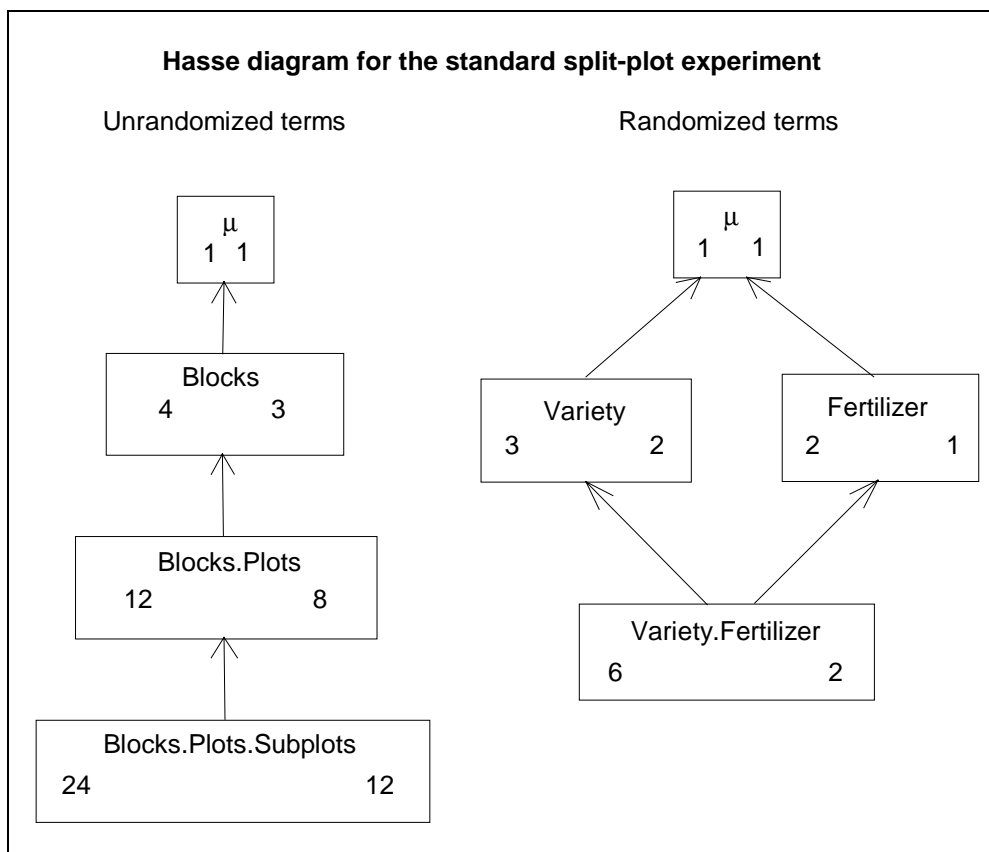 Hasse diagram for the standard split-plot experiment
Unrandomized terms
μ
1 1
Blocks
4 3
Blocks.Plots
12 8
Blocks.Plots.Subplots
24 12
Randomized terms
μ
1 1
Variety
3 2
Fertilizer
2 1
Variety.Fertilizer
6 2